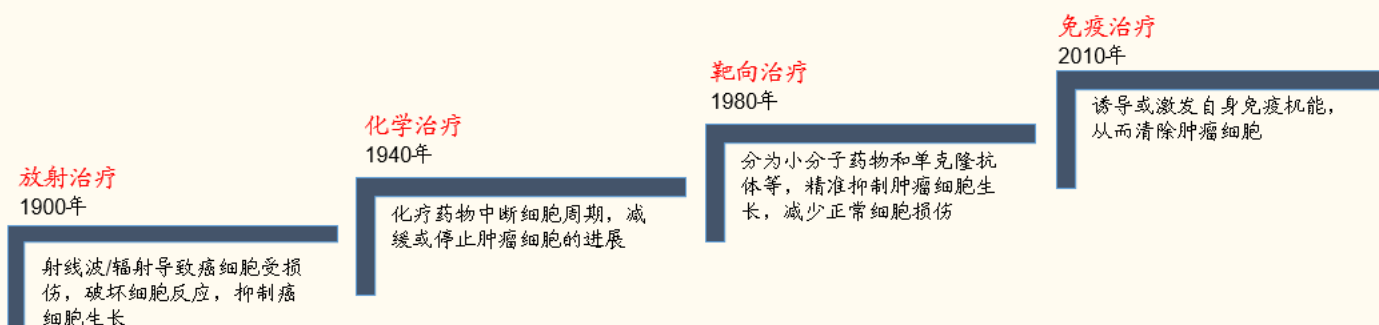 放射治疗
1900年
射线波/辐射导致癌细胞受损
伤，破坏细胞反应，抑制癌
细胞生长
化学治疗
1940年
化疗药物中断细胞周期，减
缓或停止肿瘤细胞的进展
靶向治疗
1980年
分为小分子药物和单克隆抗
体等，精准抑制肿瘤细胞生
长，减少正常细胞损伤
免疫治疗
2010年
诱导或激发自身免疫机能，
从而清除肿瘤细胞